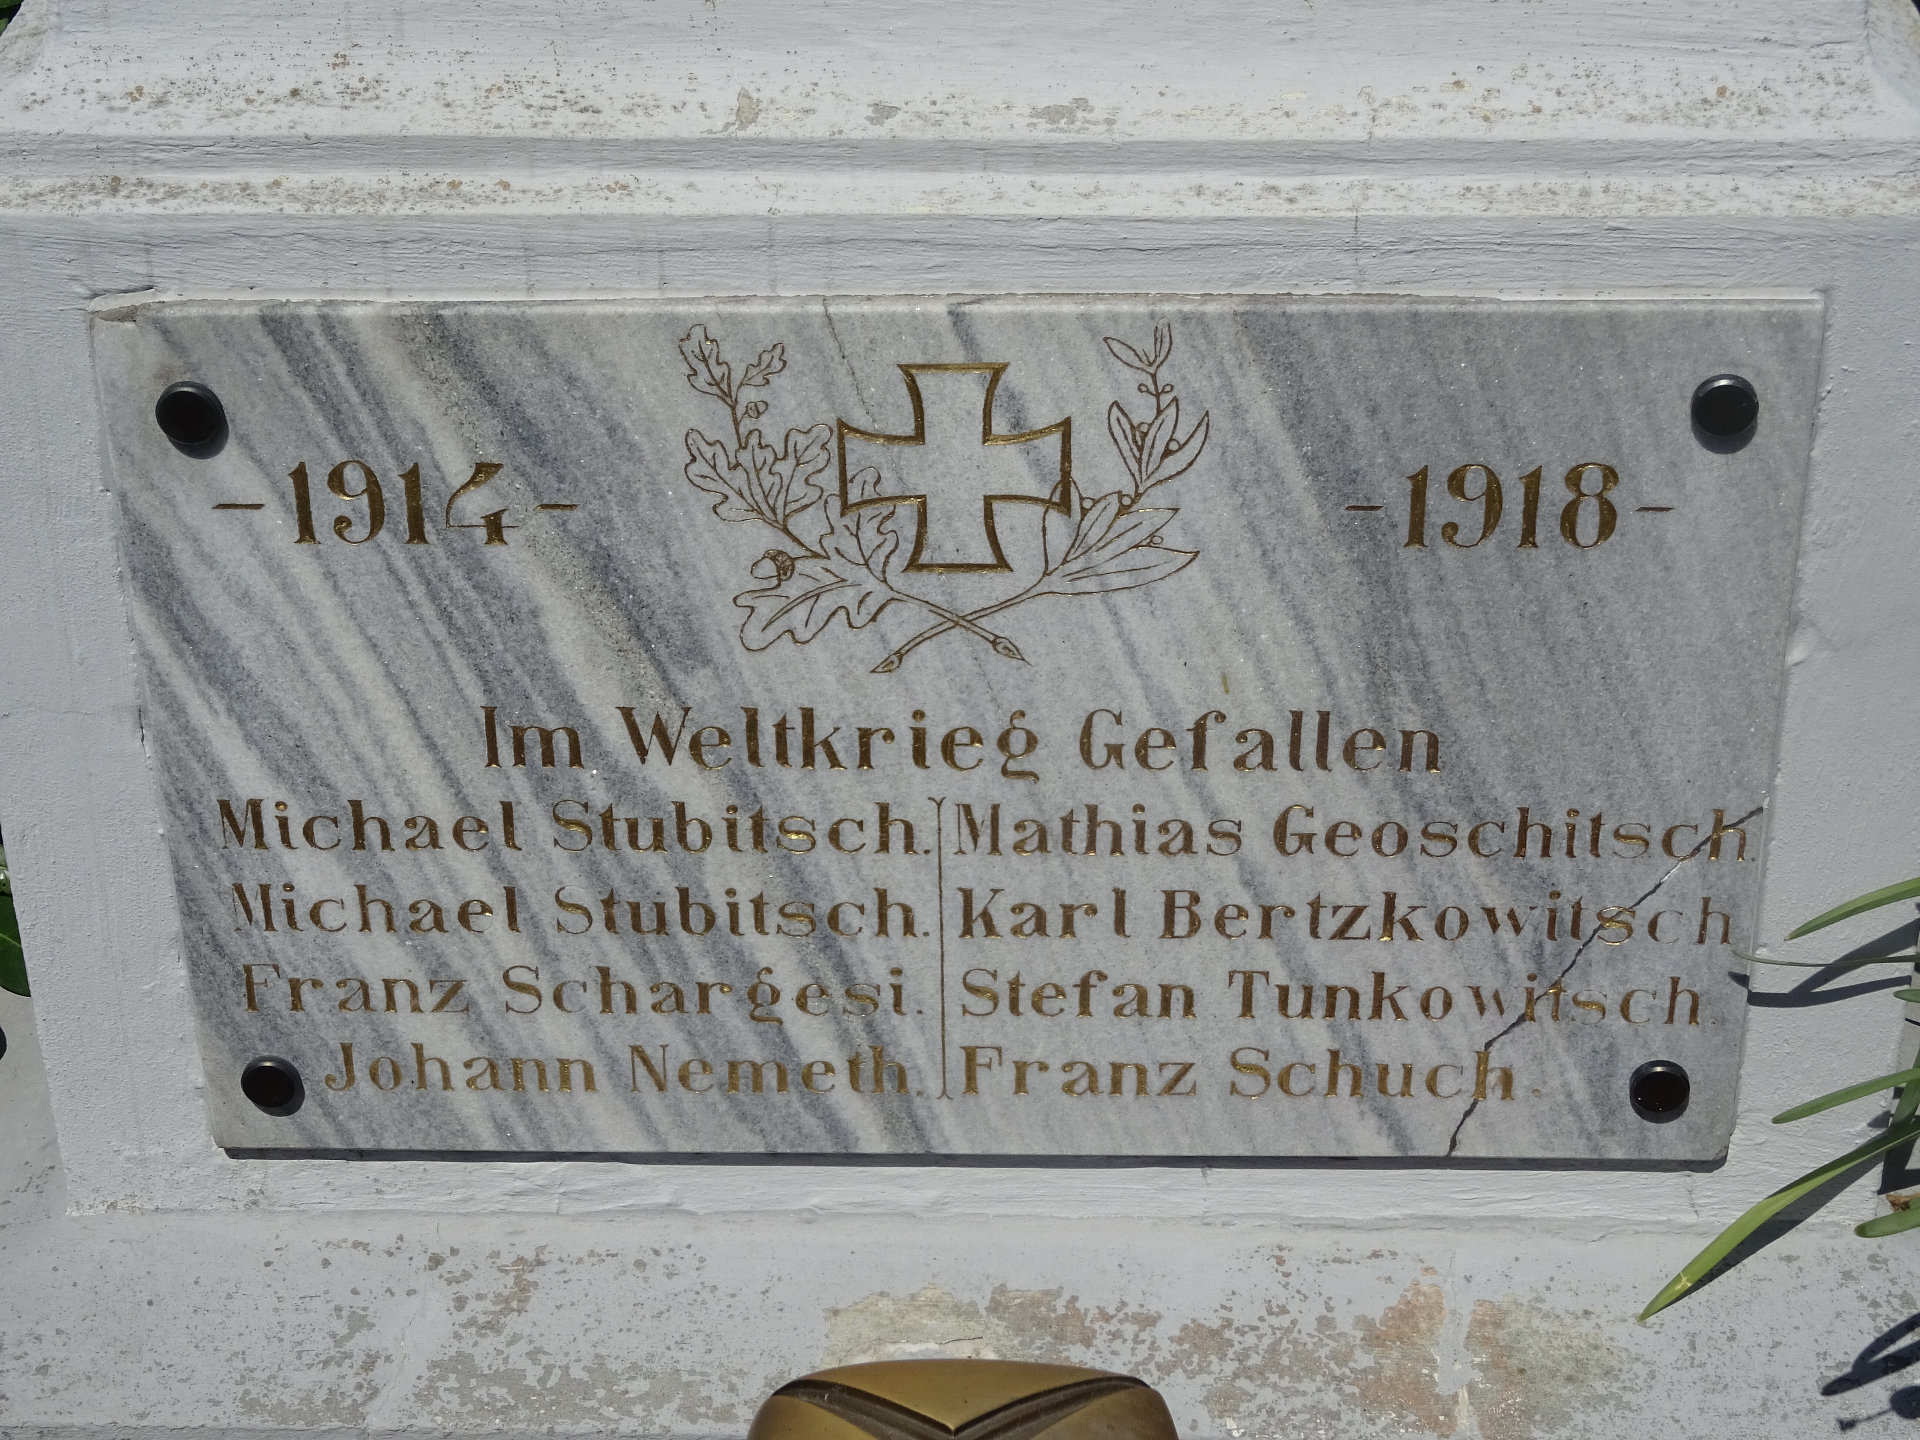 -1914- -1918-
Im Weltkrieg Gefallen
Michael Stubitsch. Mathias Geoschitsch.
Michael Stubitsch. Karl Bertzkowitsch
Franz Schargesi. Stefan Tunkowitsch.
Johann Nemeth. Franz Schuch.